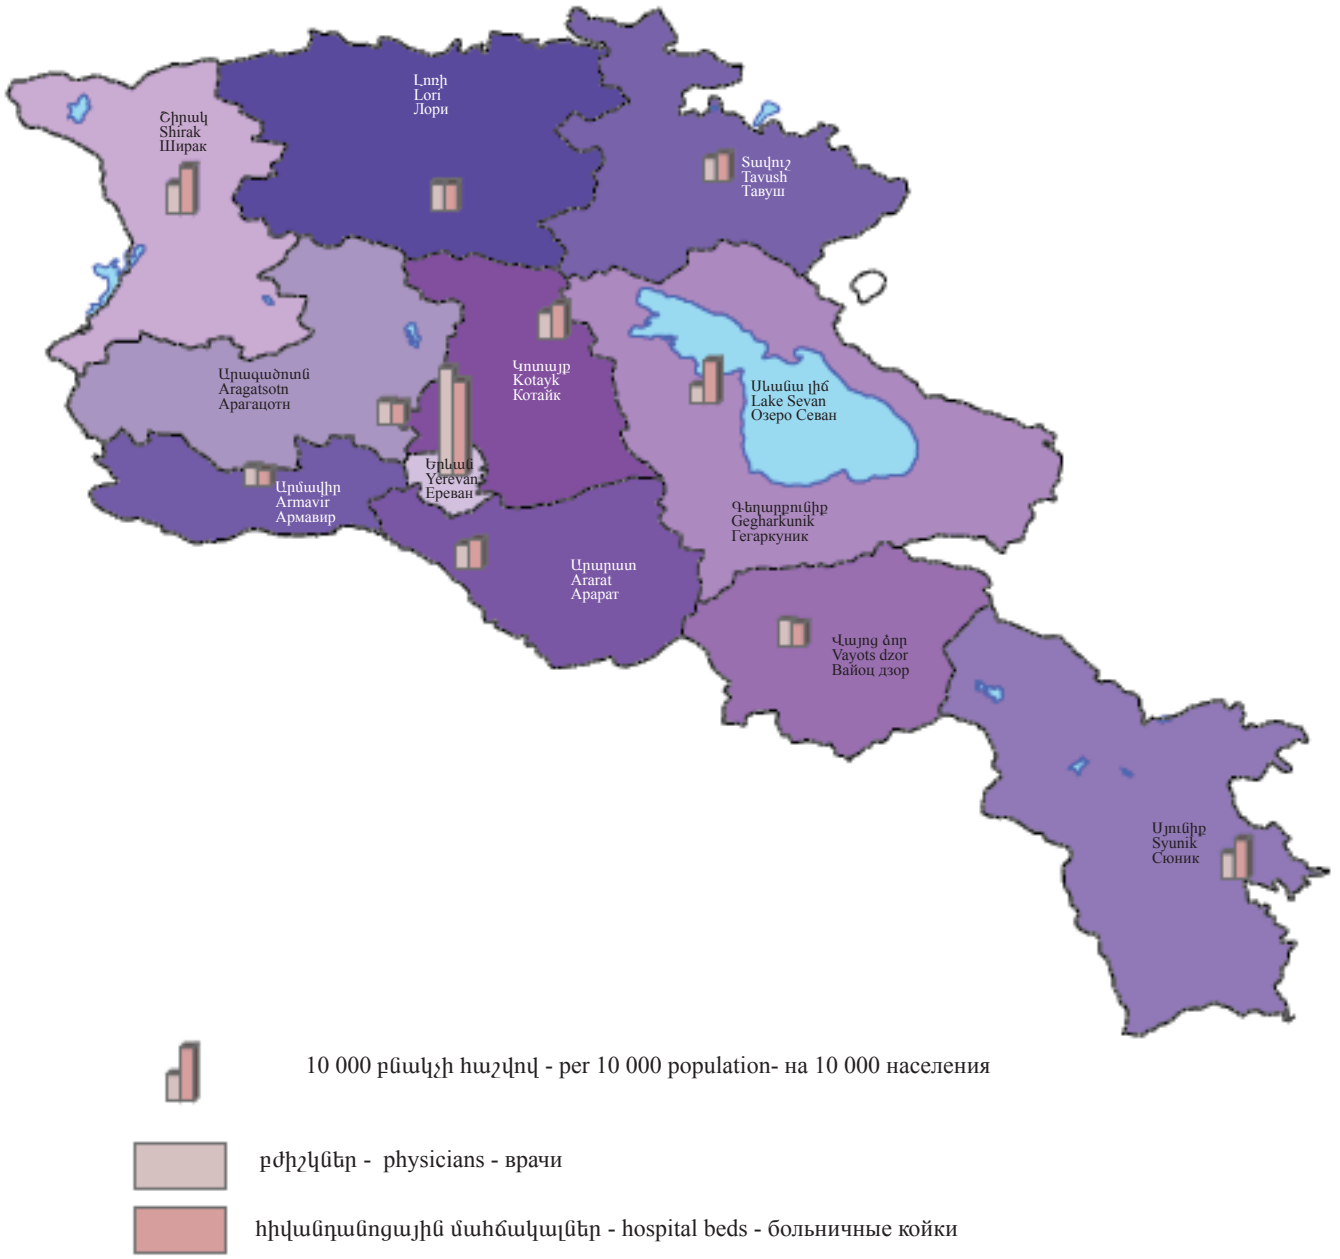 Լոռի
Lori
Лори
Շիրակ
Shirak
Ширак
Տավուշ
Tavush
Тавуш
Արագածոտն
Aragatsotn
Арагацотн
Կոտայք
Kotayk
Котайк
Սևանա լիճ
Lake Sevan
Озеро Севан
Երևան
Yerevan
Ереван
Արմավիր
Armavir
Армавир
Գեղարքունիք
Gegharkunik
Гегаркуник
Արարատ
Ararat
Арарат
Վայոց ձոր
Vayots dzor
Вайоц дзор
Սյունիք
Syunik
Сюник
10 000 բնակչի հաշվով - per 10 000 population- на 10 000 населения
բժիշկներ - physicians - врачи
հիվանդանոցային մահճակալներ - hospital beds - больничные койки